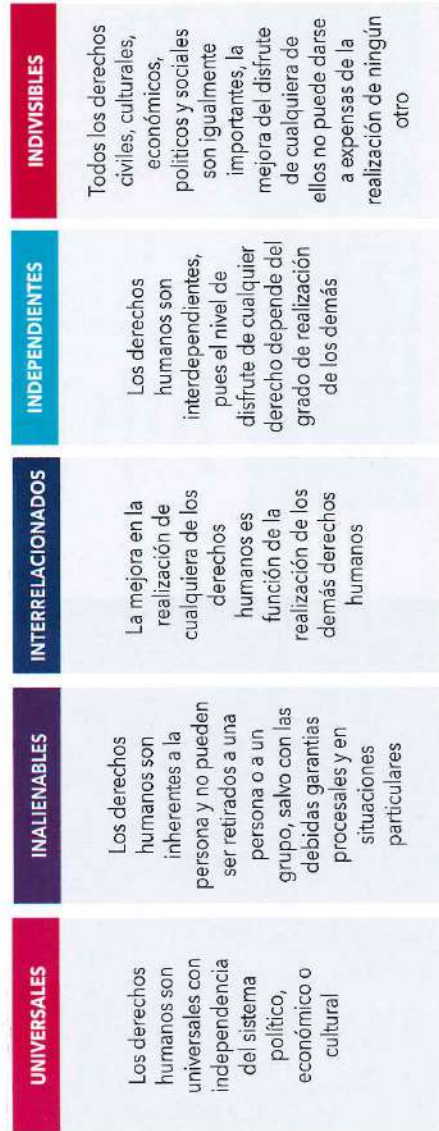 UNIVERSALES
Los derechos
humanos son
universales con
independencia
del sistema
político,
económico o
cultural
INALIENABLES
Los derechos
humanos son
inherentes a la
persona y no pueden
ser retirados a una
persona o a un
grupo, salvo con las
debidas garantias
procesales y en
situaciones
particulares
INTERRELACIONADOS
La mejora en la
realización de
cualquiera de los
derechos
humanos es
función de la
realización de los
demás derechos
humanos
INDEPENDIENTES
Los derechos
humanos son
interdependientes,
pues el nivel de
disfrute de cualquier
derecho depende del
grado de realización
de los demás
INDIVISIBLES
Todos los derechos
civiles, culturales,
económicos,
politicos y sociales
son igualmente
importantes, la
mejora del disfrute
de cualquiera de
ellos no puede darse
a expensas de la
realización de ningún
otro